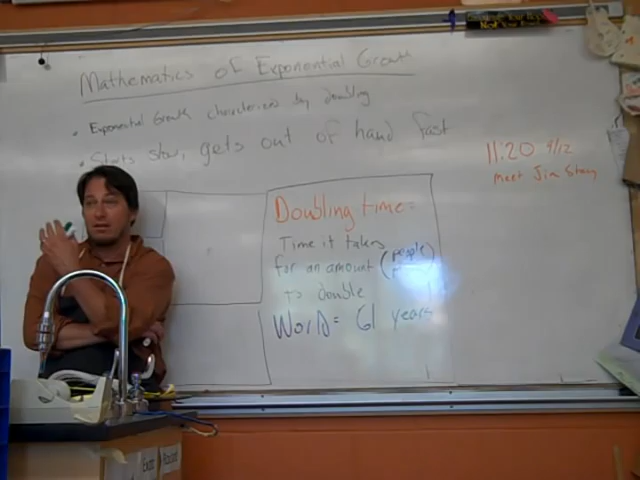 Mathematics of Exponential Growth
• Exponential Growth characterized by doubling
• Starts slow, gets out of hand fast
11:20 9/12
meet Jim
Doubling time:
Time it takes
for an amount (people)
to double
World = 61 years